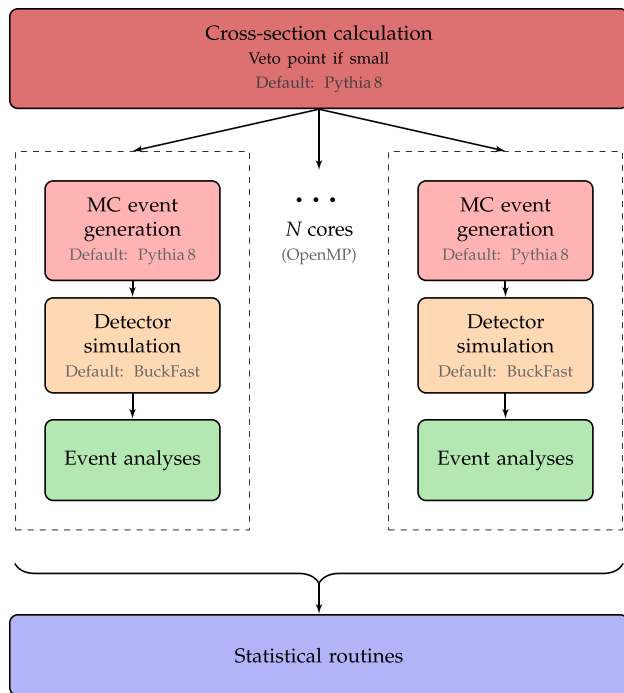 Cross-section calculation
Veto point if small
Default: Pythia 8
MC event
generation
Default: Pythia 8
Detector
simulation
Default: BuckFast
Event analyses
...
N cores
(OpenMP)
MC event
generation
Default: Pythia 8
Detector
simulation
Default: BuckFast
Event analyses
Statistical routines